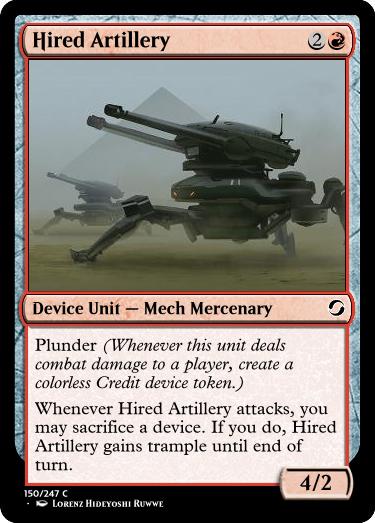 Hired Artillery 2
Device Unit — Mech Mercenary
Plunder (Whenever this unit deals
combat damage to a player, create a
colorless Credit device token.)
Whenever Hired Artillery attacks, you
may sacrifice a device. If you do, Hired
Artillery gains trample until end of
turn.
4/2
150/247 C
· Lorenz Hideyoshi Ruwwe